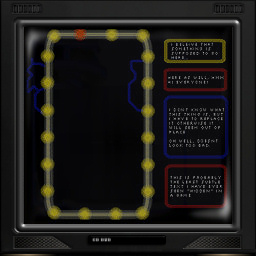 I BELIEVE THAT
SOMETHING IS
SUPPOSED TO GO
HERE.
HERE AS WELL. HMM
I DONT KNOW WHAT
THIS THING IS, BUT
I HAVE TO REPLACE
IT OTHERWISE IT
WILL SEEM OUT OF
PLACE
OH WELL, DOESNT
LOOK TOO BAD.
THIS IS PROBABLY
THE LEAST SUBTLE
TEXT I HAVE EVER
SEEN "HIDDEN" IN
A GAME